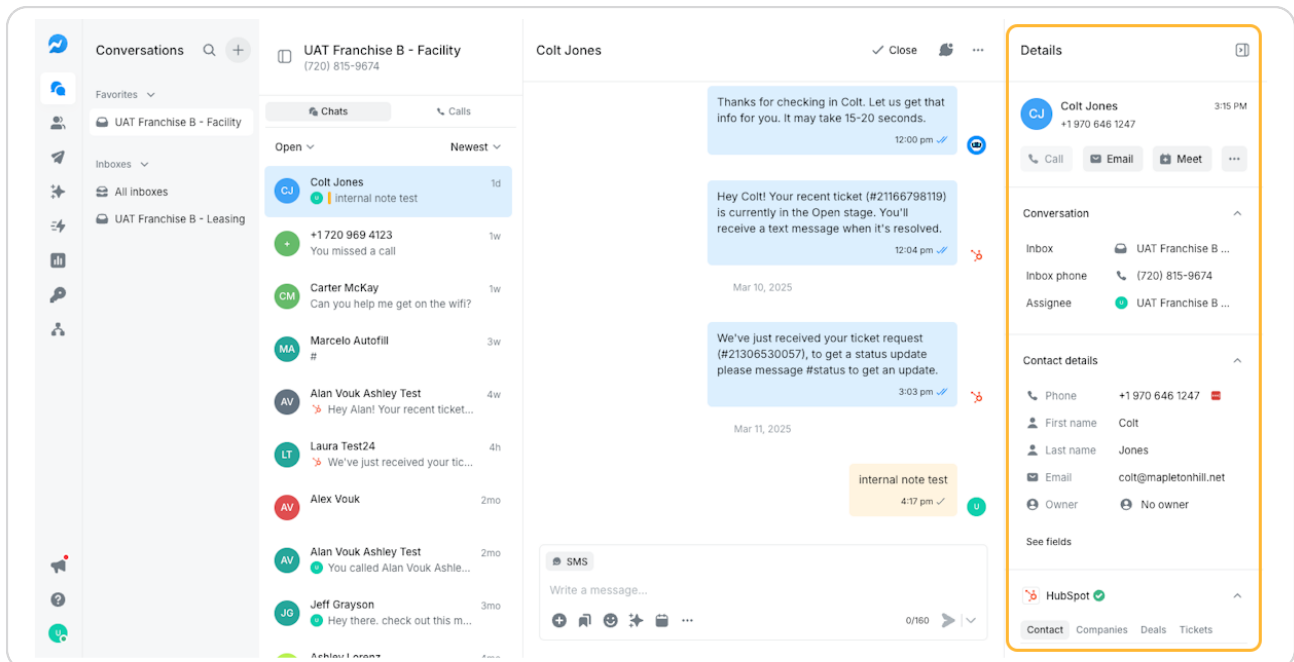 Conversations
Favorites
UAT Franchise B - Facility
Inboxes
All inboxes
UAT Franchise B - Leasing
UAT Franchise B - Facility
(720) 815-9674
Chats
Calls
Open
Newest
CJ
Colt Jones
1d
U
internal note test
+
+1 720 969 4123
1w
You missed a call
CM
Carter McKay
1w
Can you help me get on the wifi?
MA
Marcelo Autofill
3w
#
AV
Alan Vouk Ashley Test
4w
Hey Alan! Your recent ticket...
LT
Laura Test24
4h
We've just received your tic...
AV
Alex Vouk
2mo
AV
Alan Vouk Ashley Test
2mo
U
You called Alan Vouk Ashle...
JG
Jeff Grayson
3mo
U
Hey there. check out this m...
Ashley Lorenz
Colt Jones
Close
Thanks for checking in Colt. Let us get that
info for you. It may take 15-20 seconds.
12:00 pm
Hey Colt! Your recent ticket (#21166798119)
is currently in the Open stage. You'll
receive a text message when it's resolved.
12:04 pm
Mar 10, 2025
We've just received your ticket request
(#21306530057), to get a status update
please message #status to get an update.
3:03 pm
Mar 11, 2025
internal note test
4:17 pm
U
SMS
Write a message...
0/160
Details
CJ
Colt Jones
3:15 PM
+1 970 646 1247
Call
Email
Meet
Conversation
Inbox
UAT Franchise B ...
Inbox phone
(720) 815-9674
Assignee
U
UAT Franchise B ...
Contact details
Phone
+1 970 646 1247
First name
Colt
Last name
Jones
Email
colt@mapletonhill.net
Owner
No owner
See fields
HubSpot
Contact
Companies
Deals
Tickets
U